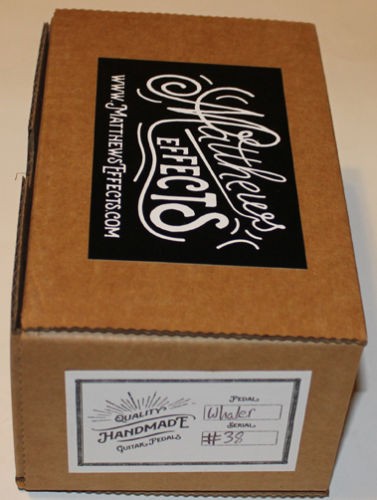 Matthews
EFFECTS
www.MatthewsEffects.com
QUALITY
HANDMADE
GUITAR PEDALS
PEDAL
Whaler
SERIAL
#38